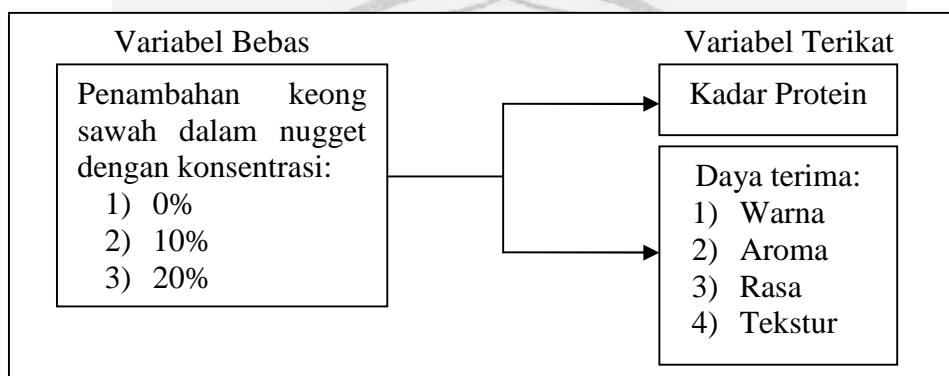 Variabel Bebas
Penambahan keong
sawah dalam nugget
dengan konsentrasi:
1) 0%
2) 10%
3) 20%
Variabel Terikat
Kadar Protein
Daya terima:
1) Warna
2) Aroma
3) Rasa
4) Tekstur